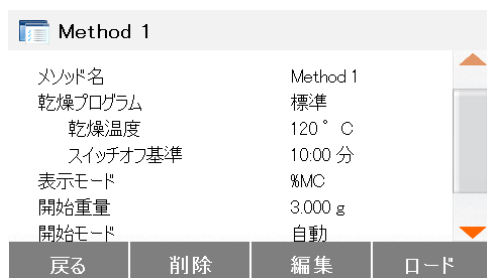 Method 1
メソッド名 Method 1
乾燥プログラム 標準
乾燥温度 120°C
スイッチオフ基準 10:00 分
表示モード %MC
開始重量 3.000 g
開始モード 自動
戻る 削除 編集 ロード